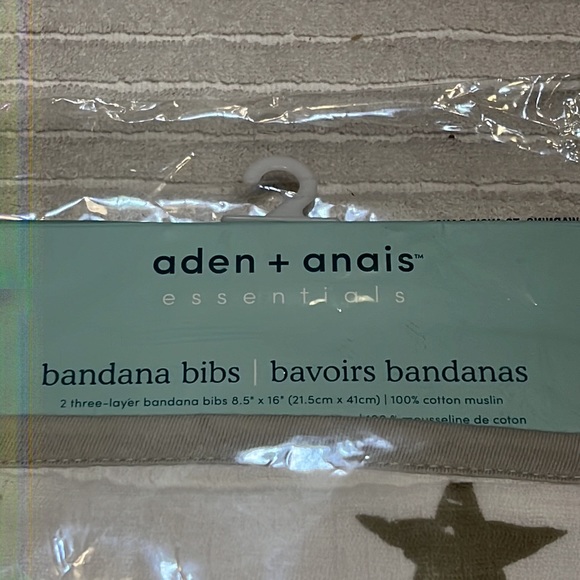 aden + anais™
essentials
bandana bibs | bavoirs bandanas
2 three-layer bandana bibs 8.5" x 16" (21.5cm x 41cm) | 100% cotton muslin
100 % mousseline de coton